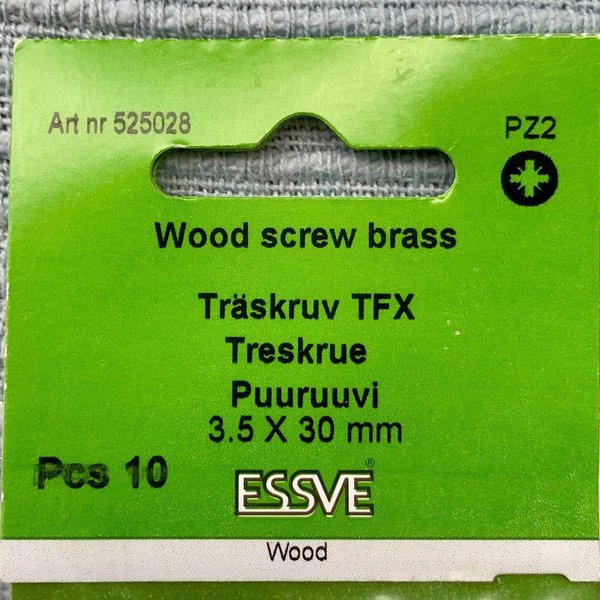 Art nr 525028
PZ2
Wood screw brass
Träskruv TFX
Treskrue
Puuruuvi
3.5 X 30 mm
Pcs 10
ESSVE®
Wood